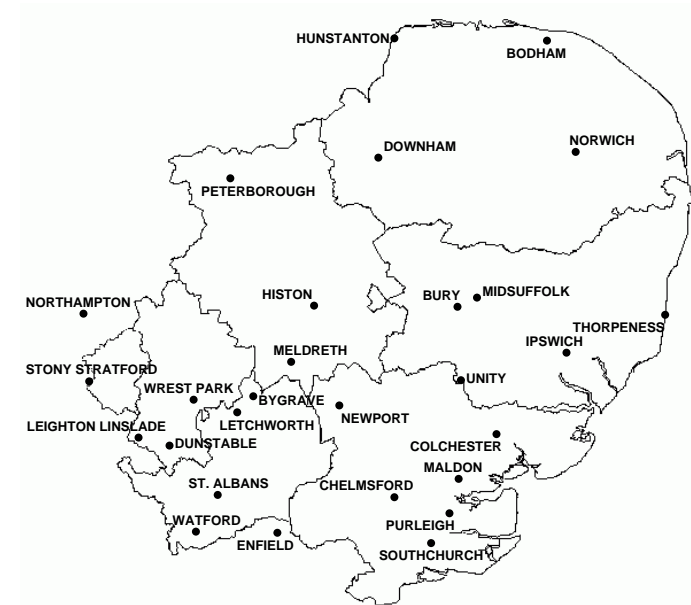 HUNSTANTON
BODHAM
DOWNHAM
NORWICH
PETERBOROUGH
NORTHAMPTON
HISTON
BURY
MIDSUFFOLK
THORPENESS
IPSWICH
MELDRETH
STONY STRATFORD
WREST PARK
UNITY
BYGRAVE
NEWPORT
LETCHWORTH
LEIGHTON LINSLADE
DUNSTABLE
COLCHESTER
MALDON
ST. ALBANS
CHELMSFORD
WATFORD
PURLEIGH
ENFIELD
SOUTHCHURCH